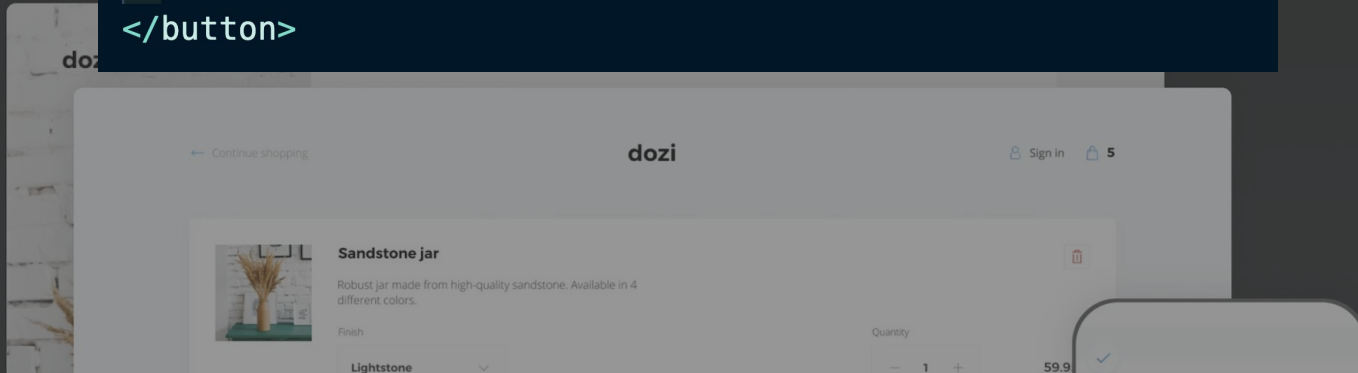 </button>
doz
← Continue shopping
dozi
Sign in
5
Sandstone jar
Robust jar made from high-quality sandstone. Available in 4
different colors.
Finish
Quantity
Lightstone
− 1 +
59.9